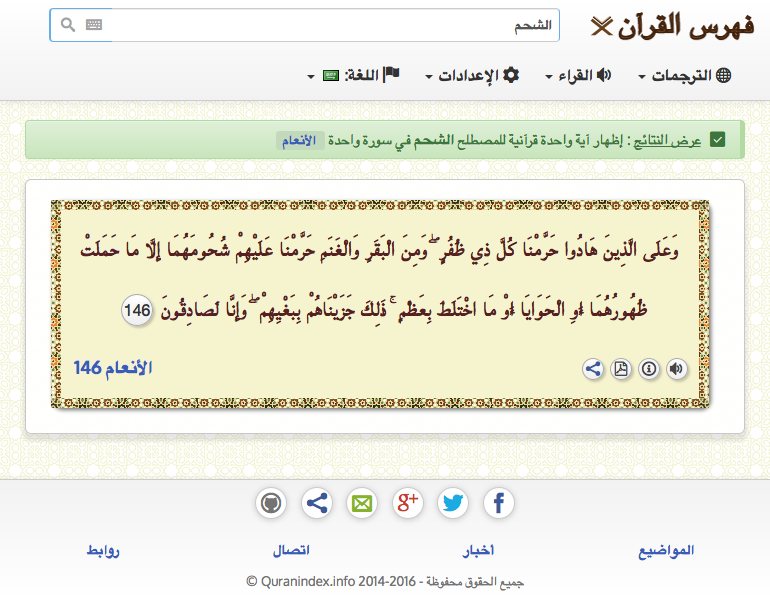 فهرس القرآن
الشحم
الترجمات
القراء
الإعدادات
اللغة:
عرض النتائج : إظهار آية واحدة قرآنية للمصطلح الشحم في سورة واحدة الأنعام
وَعَلَى الَّذِينَ هَادُوا حَرَّمْنَا كُلَّ ذِي ظُفُرٍ ۖ وَمِنَ الْبَقَرِ وَالْغَنَمِ حَرَّمْنَا عَلَيْهِمْ شُحُومَهُمَا إِلَّا مَا حَمَلَتْ
ظُهُورُهُمَا أَوِ الْحَوَايَا أَوْ مَا اخْتَلَطَ بِعَظْمٍ ۚ ذَٰلِكَ جَزَيْنَاهُمْ بِبَغْيِهِمْ ۖ وَإِنَّا لَصَادِقُونَ 146
الأنعام 146
g+
المواضيع
أخبار
اتصال
روابط
جميع الحقوق محفوظة - Quranindex.info 2014-2016 ©